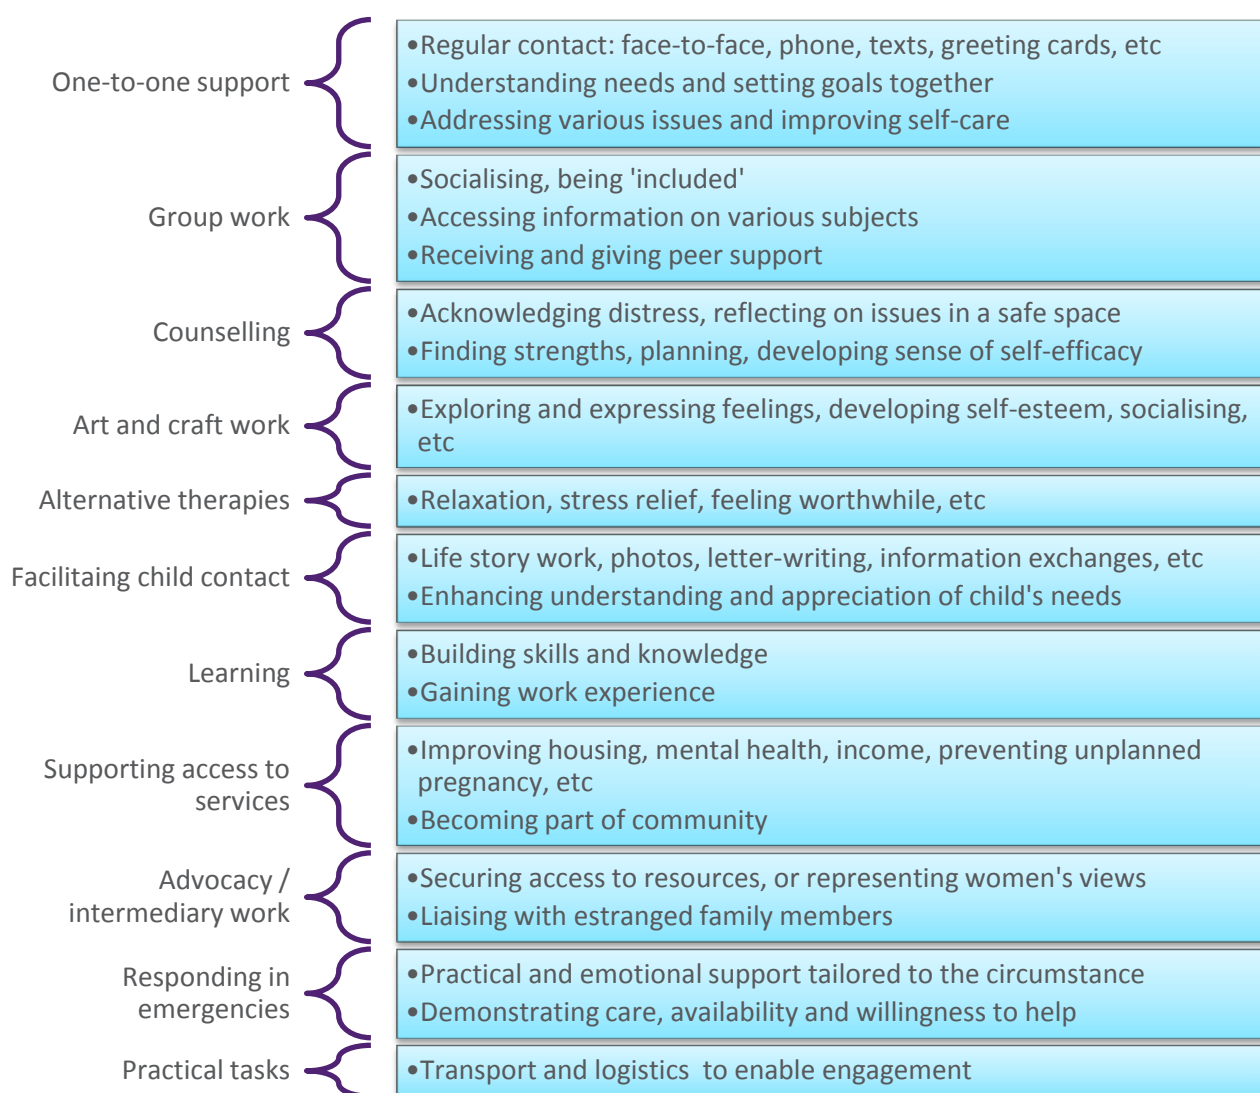 One-to-one support
•Regular contact: face-to-face, phone, texts, greeting cards, etc
•Understanding needs and setting goals together
•Addressing various issues and improving self-care
Group work
•Socialising, being 'included'
•Accessing information on various subjects
•Receiving and giving peer support
Counselling
•Acknowledging distress, reflecting on issues in a safe space
•Finding strengths, planning, developing sense of self-efficacy
Art and craft work
•Exploring and expressing feelings, developing self-esteem, socialising,
etc
Alternative therapies
•Relaxation, stress relief, feeling worthwhile, etc
Facilitaing child contact
•Life story work, photos, letter-writing, information exchanges, etc
•Enhancing understanding and appreciation of child's needs
Learning
•Building skills and knowledge
•Gaining work experience
Supporting access to
services
•Improving housing, mental health, income, preventing unplanned
pregnancy, etc
•Becoming part of community
Advocacy /
intermediary work
•Securing access to resources, or representing women's views
•Liaising with estranged family members
Responding in
emergencies
•Practical and emotional support tailored to the circumstance
•Demonstrating care, availability and willingness to help
Practical tasks
•Transport and logistics  to enable engagement